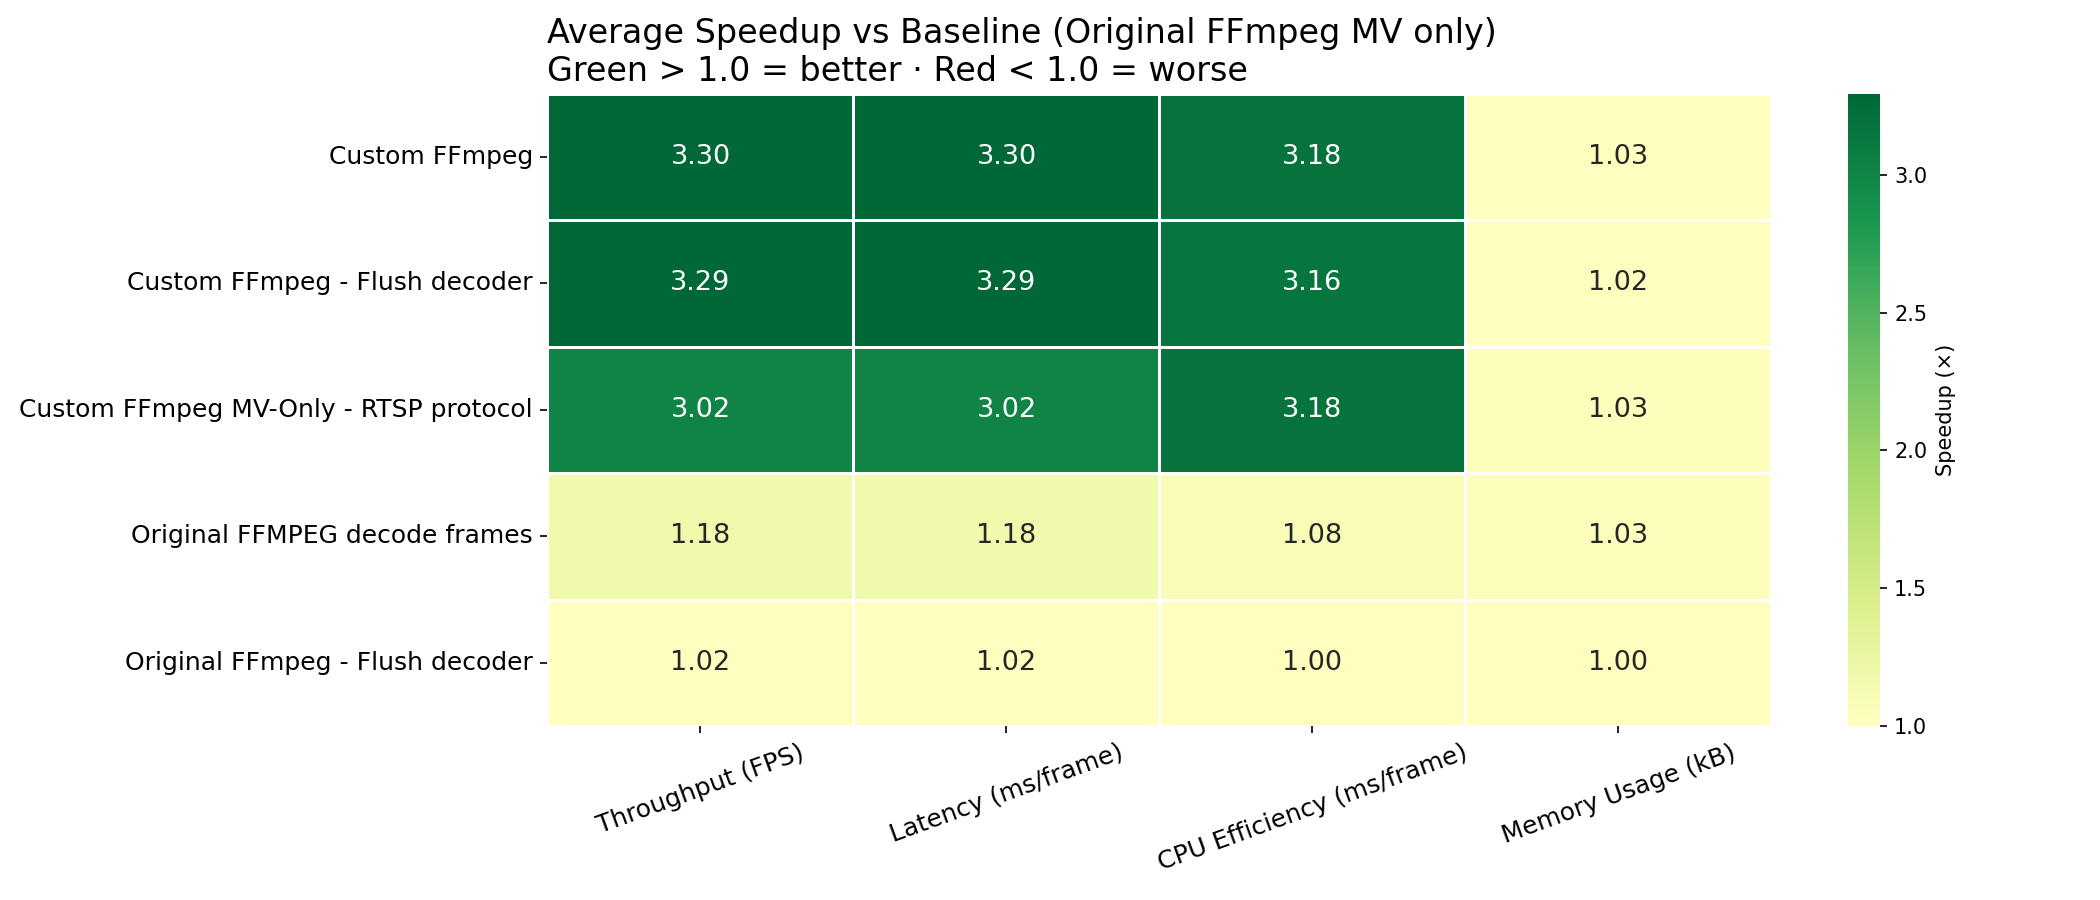 Average Speedup vs Baseline (Original FFmpeg MV only)
Green > 1.0 = better · Red < 1.0 = worse
Custom FFmpeg
3.30
3.30
3.18
1.03
Custom FFmpeg - Flush decoder
3.29
3.29
3.16
1.02
Custom FFmpeg MV-Only - RTSP protocol
3.02
3.02
3.18
1.03
Original FFMPEG decode frames
1.18
1.18
1.08
1.03
Original FFmpeg - Flush decoder
1.02
1.02
1.00
1.00
Throughput (FPS)
Latency (ms/frame)
CPU Efficiency (ms/frame)
Memory Usage (kB)
3.0
2.5
2.0
1.5
1.0
Speedup (×)